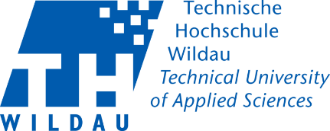 TH
WILDAU
Technische
Hochschule
Wildau
Technical University
of Applied Sciences